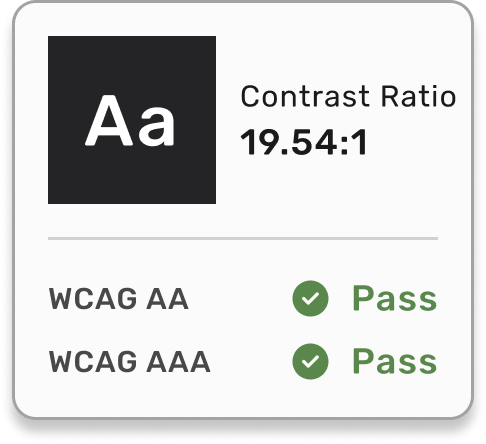 Aa
Contrast Ratio
19.54:1
WCAG AA
Pass
WCAG AAA
Pass